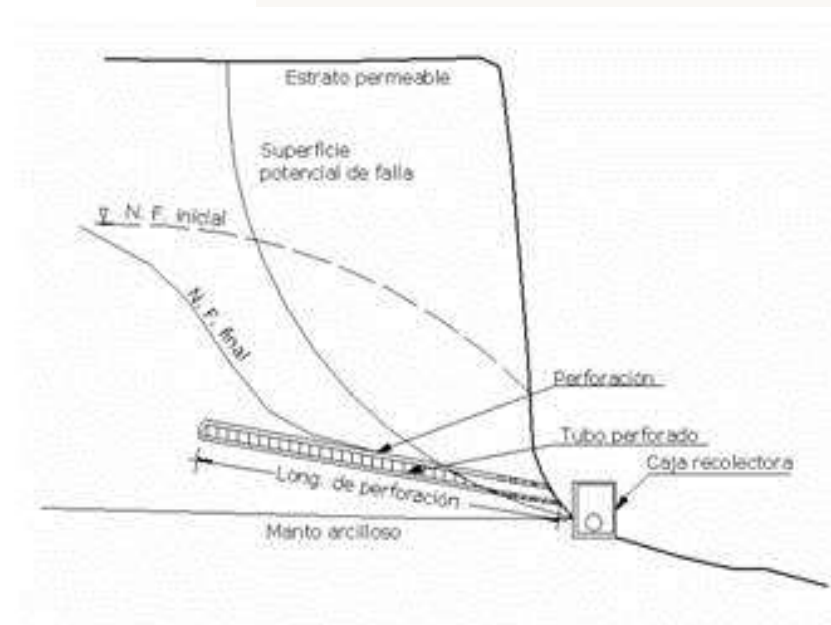 Estrato permeable
Superficie
potencial de falla
N. F. inicial
N. F. final
Perforación
Tubo perforado
Caja recolectora
Long. de perforación
Manto arcilloso